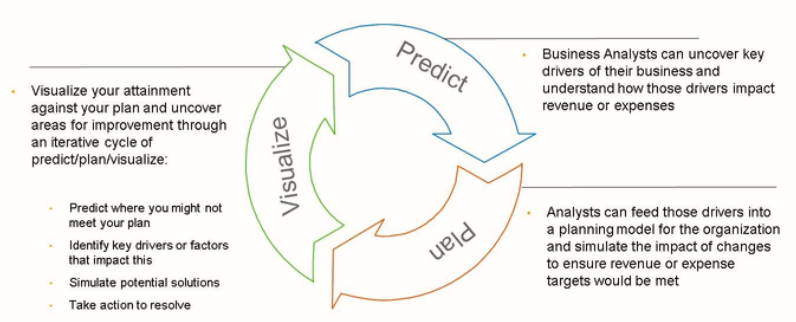 Predict
Business Analysts can uncover key
drivers of their business and
understand how those drivers impact
revenue or expenses
Plan
Analysts can feed those drivers into
a planning model for the organization
and simulate the impact of changes
to ensure revenue or expense
targets would be met
Visualize
Visualize your attainment
against your plan and uncover
areas for improvement through
an iterative cycle of
predict/plan/visualize:
Predict where you might not
meet your plan
Identify key drivers or factors
that impact this
Simulate potential solutions
Take action to resolve